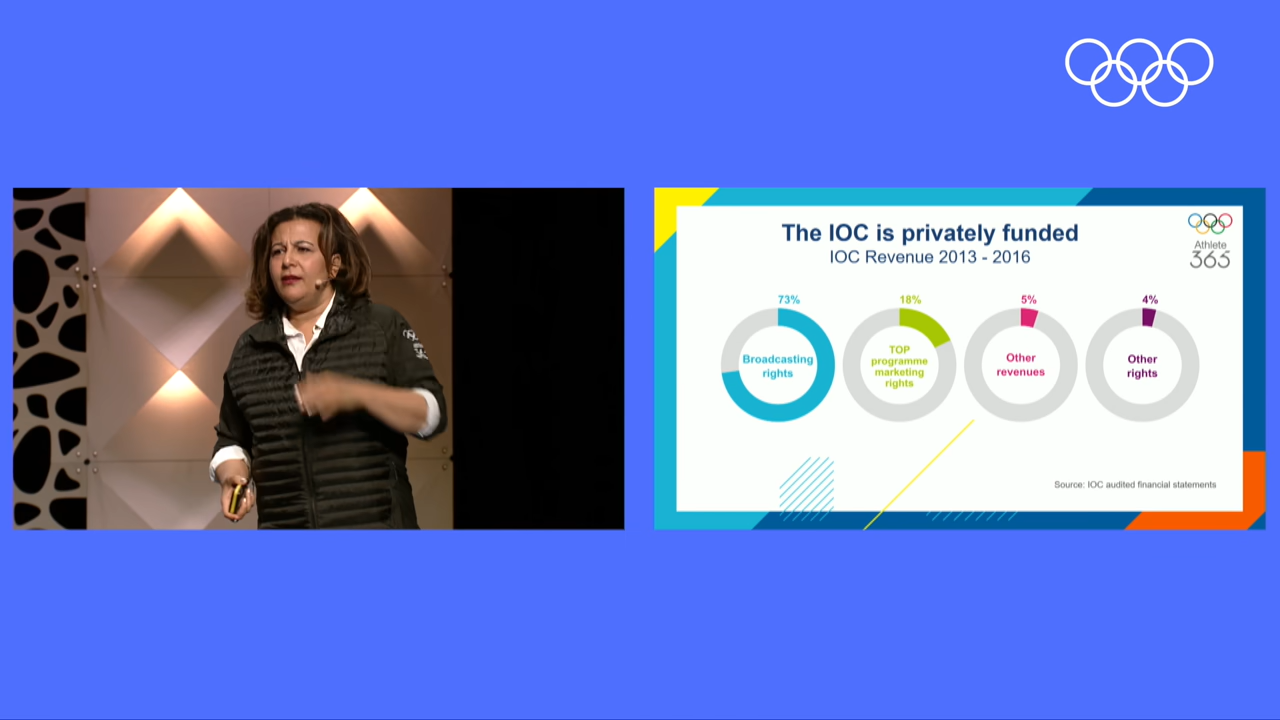 The IOC is privately funded
IOC Revenue 2013 - 2016
Athlete
365
73%
Broadcasting
rights
18%
TOP
programme
marketing
rights
5%
Other
revenues
4%
Other
rights
Source: IOC audited financial statements